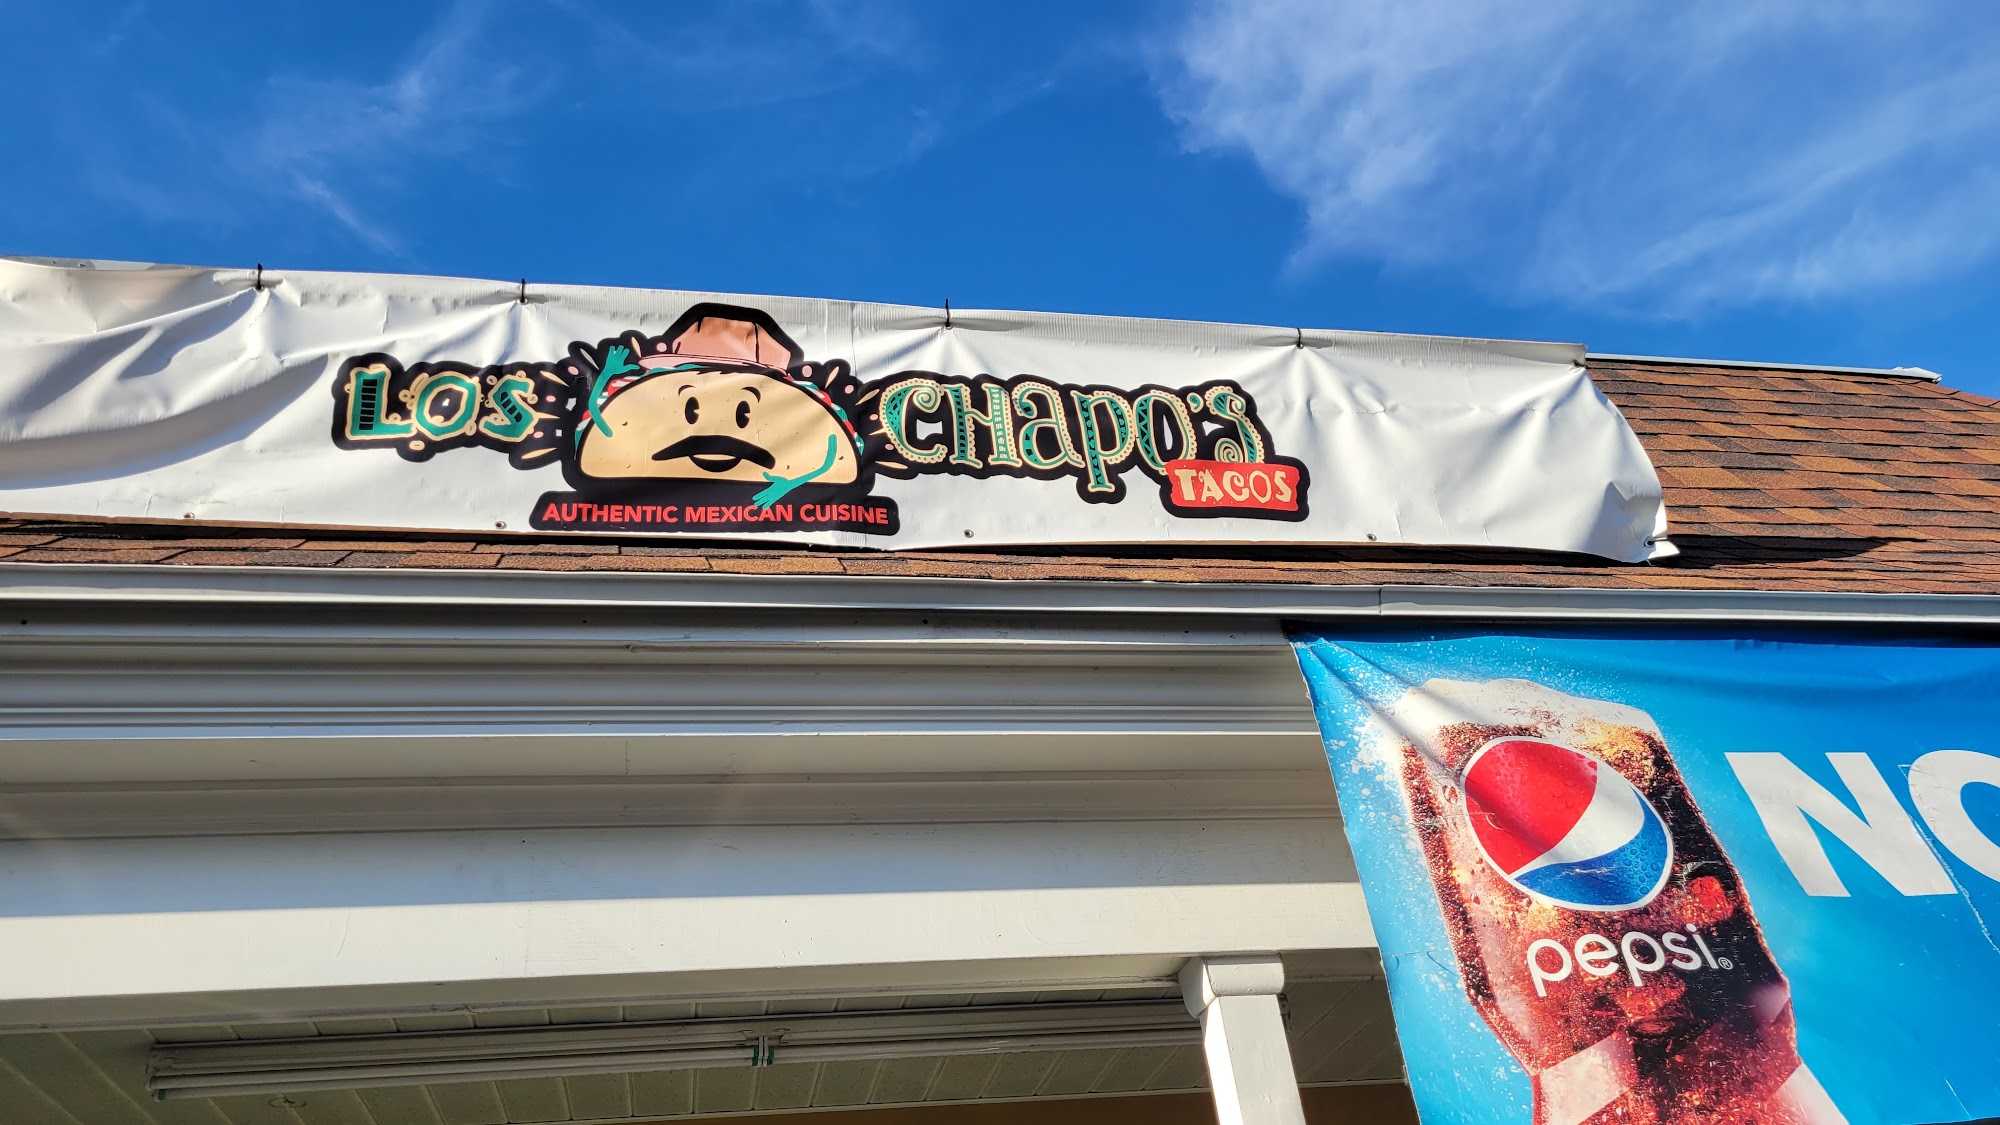 LOS CHAPO'S
TACOS
AUTHENTIC MEXICAN CUISINE
pepsi®